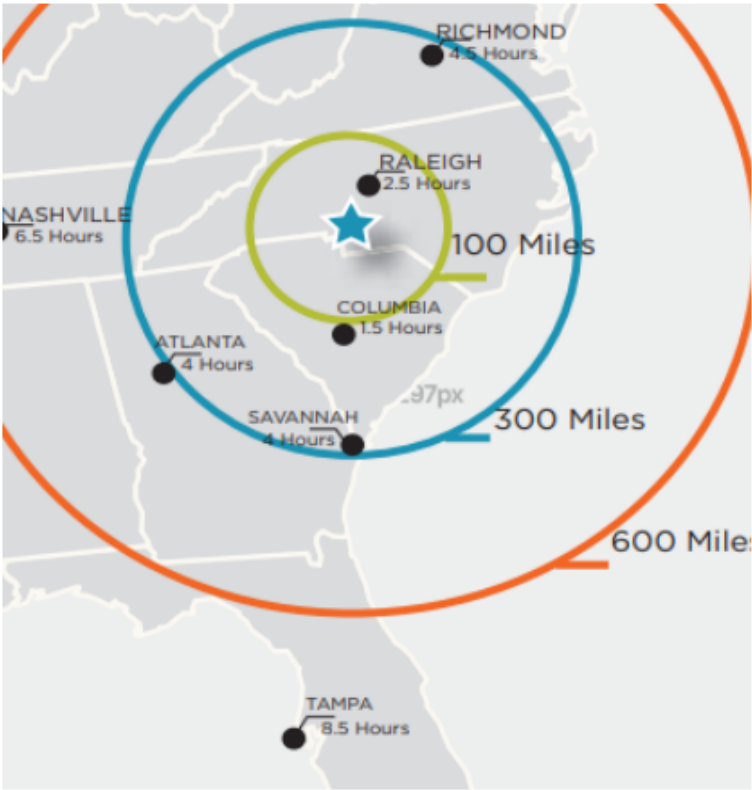 RICHMOND
4.5 Hours
RALEIGH
2.5 Hours
NASHVILLE
6.5 Hours
100 Miles
COLUMBIA
1.5 Hours
ATLANTA
4 Hours
297px
SAVANNAH
4 Hours
300 Miles
600 Mile
TAMPA
8.5 Hours